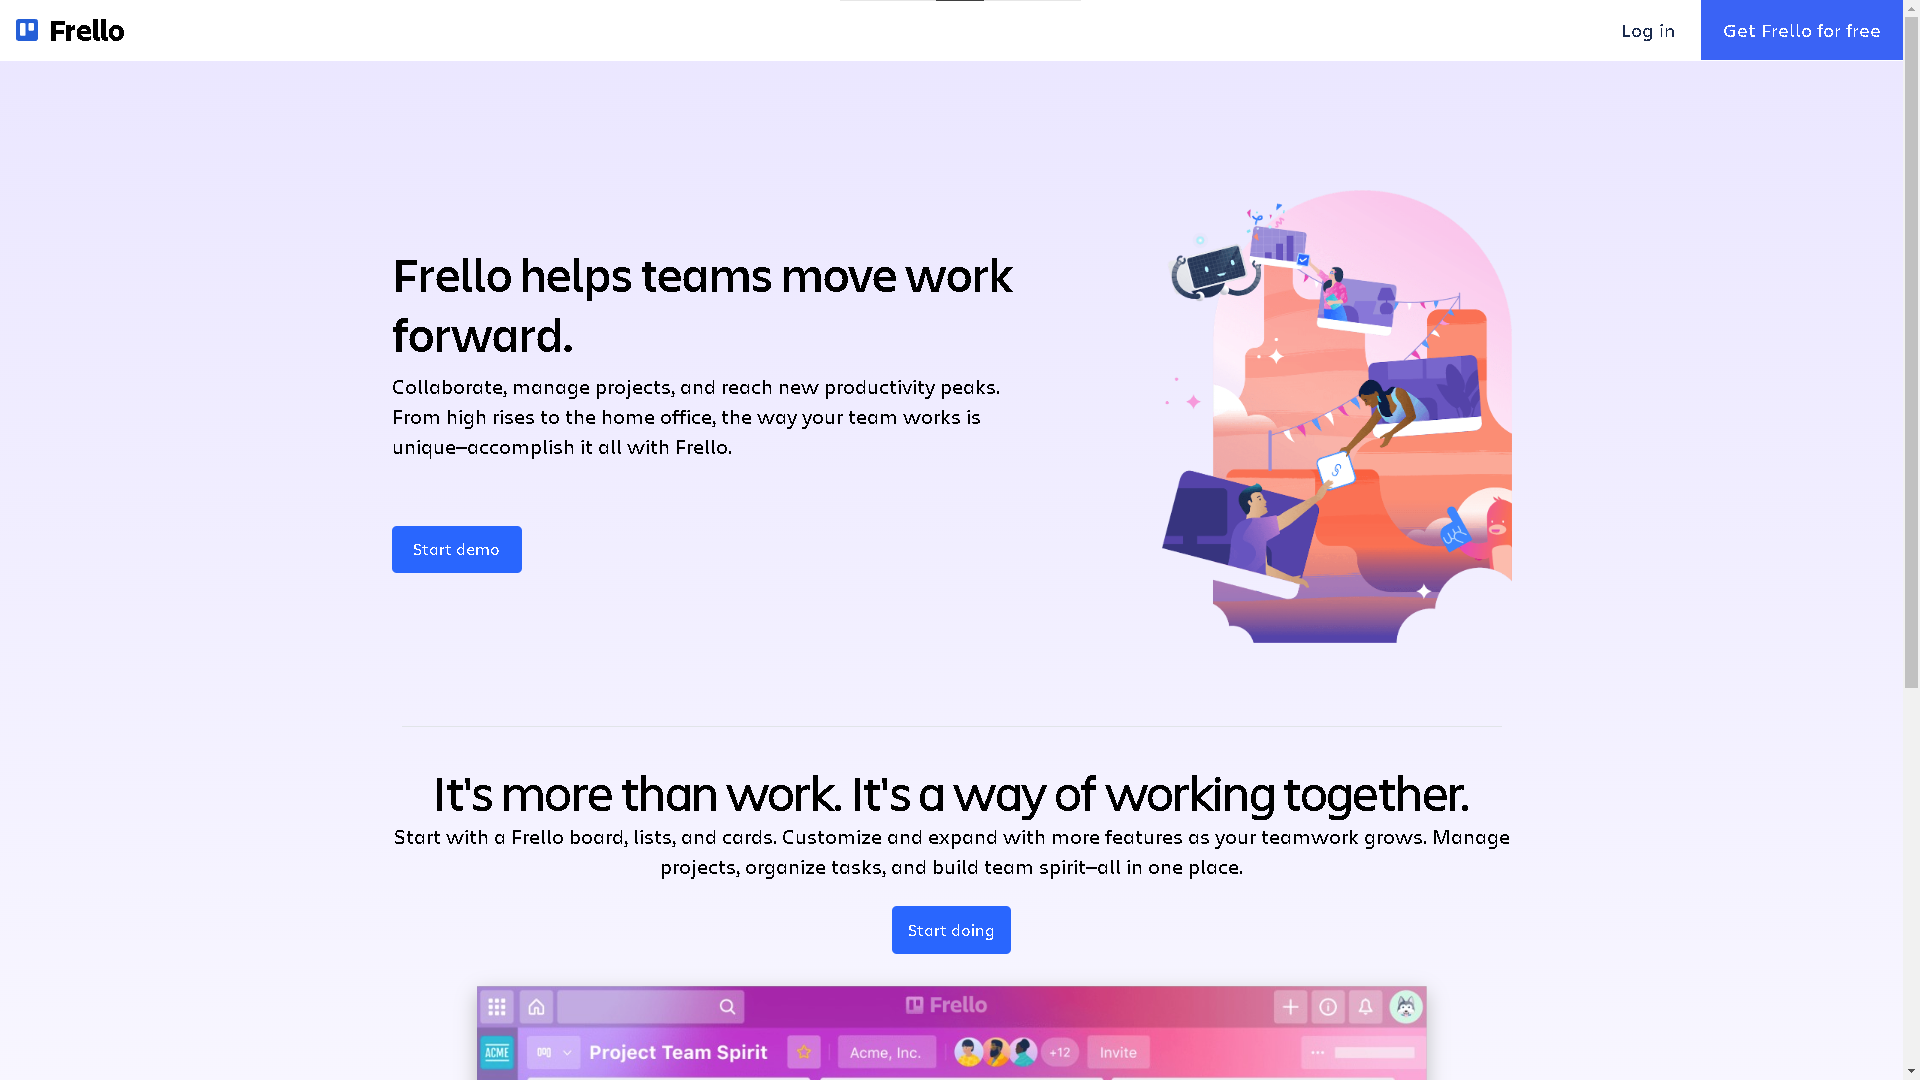 Frello
Log in
Get Frello for free
Frello helps teams move work
forward.
Collaborate, manage projects, and reach new productivity peaks.
From high rises to the home office, the way your team works is
unique—accomplish it all with Frello.
Start demo
It's more than work. It's a way of working together.
Start with a Frello board, lists, and cards. Customize and expand with more features as your teamwork grows. Manage
projects, organize tasks, and build team spirit—all in one place.
Start doing
Frello
ACME
Project Team Spirit
Acme, Inc.
+12
Invite